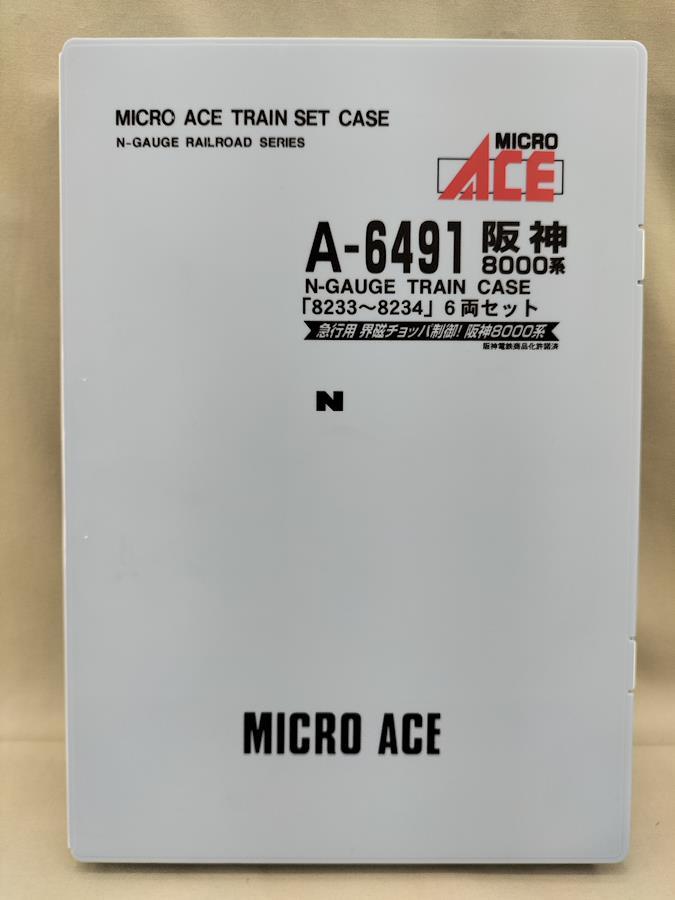 MICRO ACE TRAIN SET CASE
N-GAUGE RAILROAD SERIES
MICRO
ACE
A-6491 阪神
8000系
N-GAUGE TRAIN CASE
「8233〜8234」6両セット
急行用 界磁チョッパ制御! 阪神8000系
阪神電鉄商品化許諾済
N
MICRO ACE